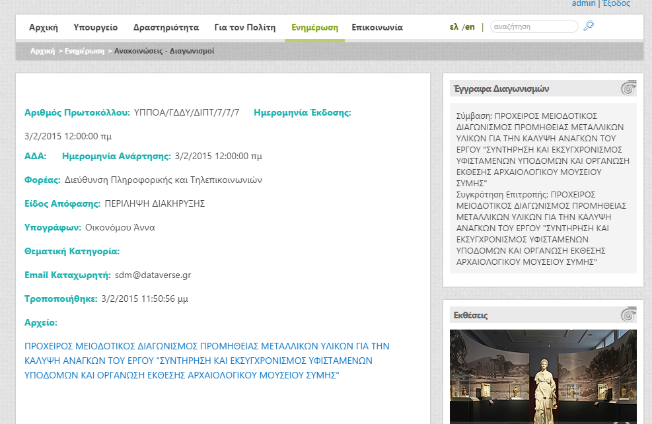 admin | Έξοδος
Αρχική Υπουργείο Δραστηριότητα Για τον Πολίτη Ενημέρωση Επικοινωνία ελ /en | αναζήτηση
Αρχική > Ενημέρωση > Ανακοινώσεις - Διαγωνισμοί
Αριθμός Πρωτοκόλλου: ΥΠΠΟΑ/ΓΔΔΥ/ΔΙΠΤ/7/7/7 Ημερομηνία Έκδοσης:
3/2/2015 12:00:00 πμ
ΑΔΑ: Ημερομηνία Ανάρτησης: 3/2/2015 12:00:00 πμ
Φορέας: Διεύθυνση Πληροφορικής και Τηλεπικοινωνιών
Είδος Απόφασης: ΠΕΡΙΛΗΨΗ ΔΙΑΚΗΡΥΞΗΣ
Υπογράφων: Οικονόμου Άννα
Θεματική Κατηγορία:
Email Καταχωρητή: sdm@dataverse.gr
Τροποποιήθηκε: 3/2/2015 11:50:56 μμ
Αρχείο:
ΠΡΟΧΕΙΡΟΣ ΜΕΙΟΔΟΤΙΚΟΣ ΔΙΑΓΩΝΙΣΜΟΣ ΠΡΟΜΗΘΕΙΑΣ ΜΕΤΑΛΛΙΚΩΝ ΥΛΙΚΩΝ ΓΙΑ ΤΗΝ
ΚΑΛΥΨΗ ΑΝΑΓΚΩΝ ΤΟΥ ΕΡΓΟΥ "ΣΥΝΤΗΡΗΣΗ ΚΑΙ ΕΚΣΥΓΧΡΟΝΙΣΜΟΣ ΥΦΙΣΤΑΜΕΝΩΝ
ΥΠΟΔΟΜΩΝ ΚΑΙ ΟΡΓΑΝΩΣΗ ΕΚΘΕΣΗΣ ΑΡΧΑΙΟΛΟΓΙΚΟΥ ΜΟΥΣΕΙΟΥ ΣΥΜΗΣ"
Έγγραφα Διαγωνισμών
Σύμβαση: ΠΡΟΧΕΙΡΟΣ ΜΕΙΟΔΟΤΙΚΟΣ
ΔΙΑΓΩΝΙΣΜΟΣ ΠΡΟΜΗΘΕΙΑΣ ΜΕΤΑΛΛΙΚΩΝ
ΥΛΙΚΩΝ ΓΙΑ ΤΗΝ ΚΑΛΥΨΗ ΑΝΑΓΚΩΝ ΤΟΥ
ΕΡΓΟΥ "ΣΥΝΤΗΡΗΣΗ ΚΑΙ ΕΚΣΥΓΧΡΟΝΙΣΜΟΣ
ΥΦΙΣΤΑΜΕΝΩΝ ΥΠΟΔΟΜΩΝ ΚΑΙ ΟΡΓΑΝΩΣΗ
ΕΚΘΕΣΗΣ ΑΡΧΑΙΟΛΟΓΙΚΟΥ ΜΟΥΣΕΙΟΥ
ΣΥΜΗΣ"
Συγκρότηση Επιτροπής: ΠΡΟΧΕΙΡΟΣ
ΜΕΙΟΔΟΤΙΚΟΣ ΔΙΑΓΩΝΙΣΜΟΣ ΠΡΟΜΗΘΕΙΑΣ
ΜΕΤΑΛΛΙΚΩΝ ΥΛΙΚΩΝ ΓΙΑ ΤΗΝ ΚΑΛΥΨΗ
ΑΝΑΓΚΩΝ ΤΟΥ ΕΡΓΟΥ "ΣΥΝΤΗΡΗΣΗ ΚΑΙ
ΕΚΣΥΓΧΡΟΝΙΣΜΟΣ ΥΦΙΣΤΑΜΕΝΩΝ
ΥΠΟΔΟΜΩΝ ΚΑΙ ΟΡΓΑΝΩΣΗ ΕΚΘΕΣΗΣ
ΑΡΧΑΙΟΛΟΓΙΚΟΥ ΜΟΥΣΕΙΟΥ ΣΥΜΗΣ"
Εκθέσεις